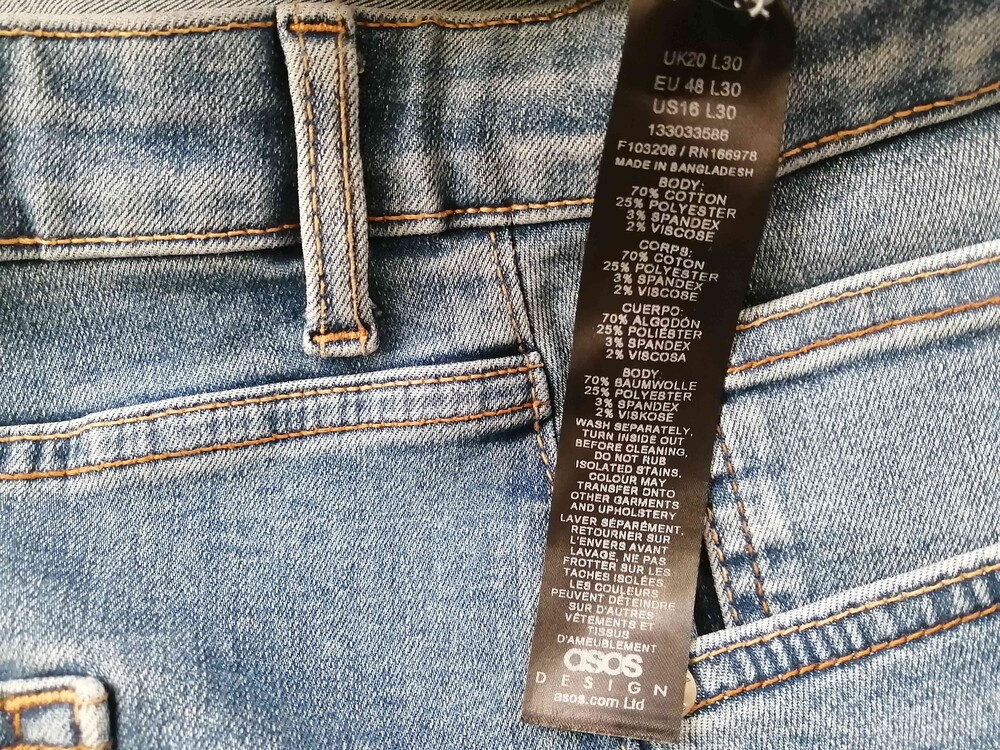 UK20 L30
EU 48 L30
US16 L30
133033586
F103206 / RN166978
MADE IN BANGLADESH
BODY:
70% COTTON
25% POLYESTER
3% SPANDEX
2% VISCOSE
CORPS:
70% COTON
25% POLYESTER
3% SPANDEX
2% VISCOSE
CUERPO:
70% ALGODÓN
25% POLIÉSTER
3% SPANDEX
2% VISCOSA
BODY:
70% BAUMWOLLE
25% POLYESTER
3% SPANDEX
2% VISKOSE
WASH SEPARATELY,
TURN INSIDE OUT
BEFORE CLEANING,
DO NOT RUB
ISOLATED STAINS,
COLOUR MAY
TRANSFER ONTO
OTHER GARMENTS
AND UPHOLSTERY
LAVER SÉPARÉMENT,
RETOURNER SUR
L'ENVERS AVANT
LAVAGE, NE PAS
FROTTER SUR LES
TACHES ISOLÉES
LES COULEURS
PEUVENT DÉTEINDRE
SUR D'AUTRES
VÊTEMENTS ET
TISSUS
D'AMEUBLEMENT
asos
DESIGN
asos.com Ltd